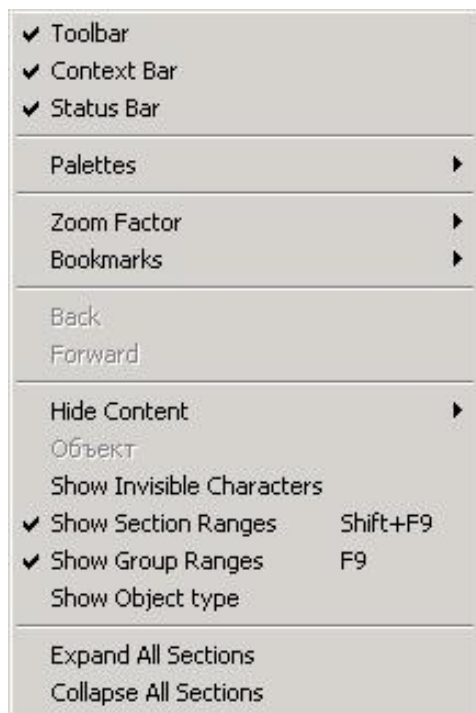 Toolbar
Context Bar
Status Bar
Palettes
Zoom Factor
Bookmarks
Back
Forward
Hide Content
Объект
Show Invisible Characters
Show Section Ranges Shift+F9
Show Group Ranges F9
Show Object type
Expand All Sections
Collapse All Sections